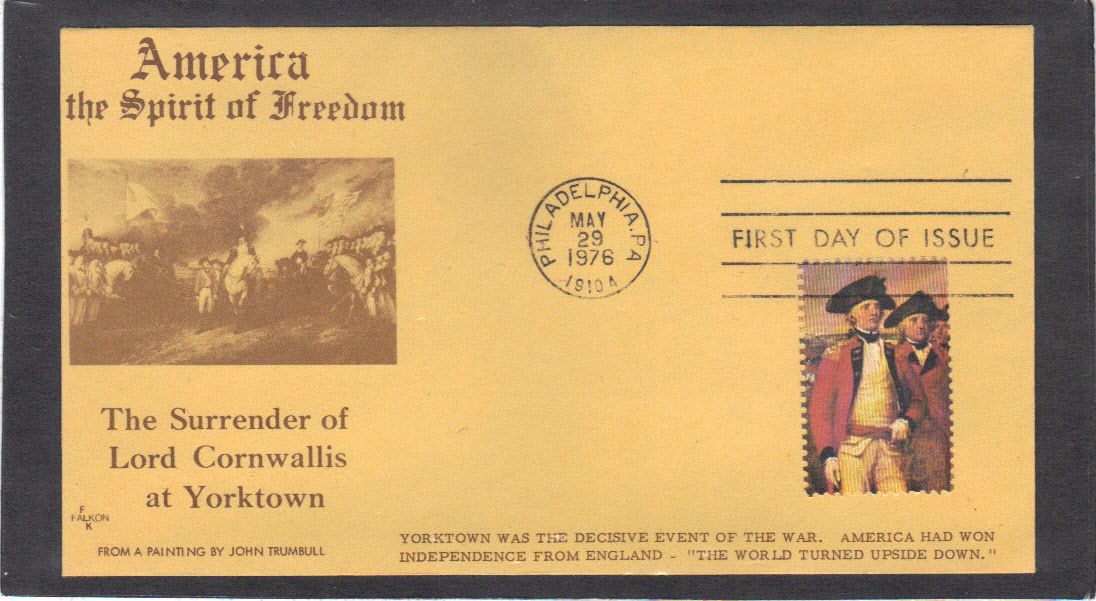 America
the Spirit of Freedom
PHILADELPHIA, PA
MAY
29
1976
19104
FIRST DAY OF ISSUE
The Surrender of
Lord Cornwallis
at Yorktown
F
FALKON
K
FROM A PAINTING BY JOHN TRUMBULL
YORKTOWN WAS THE DECISIVE EVENT OF THE WAR. AMERICA HAD WON
INDEPENDENCE FROM ENGLAND - "THE WORLD TURNED UPSIDE DOWN."